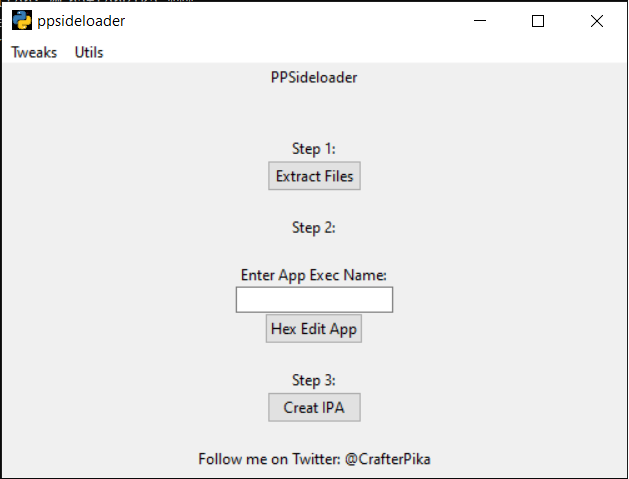 ppsideloader
Tweaks Utils
PPSideloader
Step 1:
Extract Files
Step 2:
Enter App Exec Name:
Hex Edit App
Step 3:
Creat IPA
Follow me on Twitter: @CrafterPika